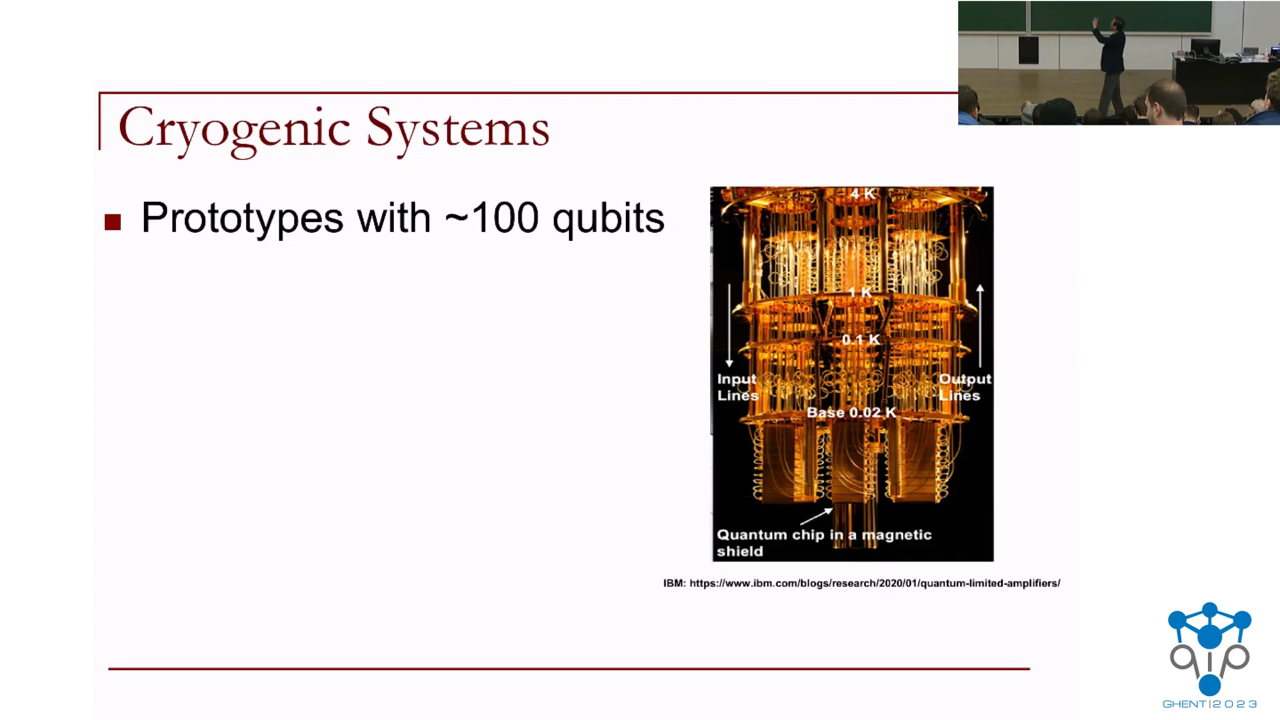 Cryogenic Systems
Prototypes with ~100 qubits
4 K
1 K
0.1 K
Input
Lines
Output
Lines
Base 0.02 K
Quantum chip in a magnetic
shield
IBM: https://www.ibm.com/blogs/research/2020/01/quantum-limited-amplifiers/
qip
GHENT|2023